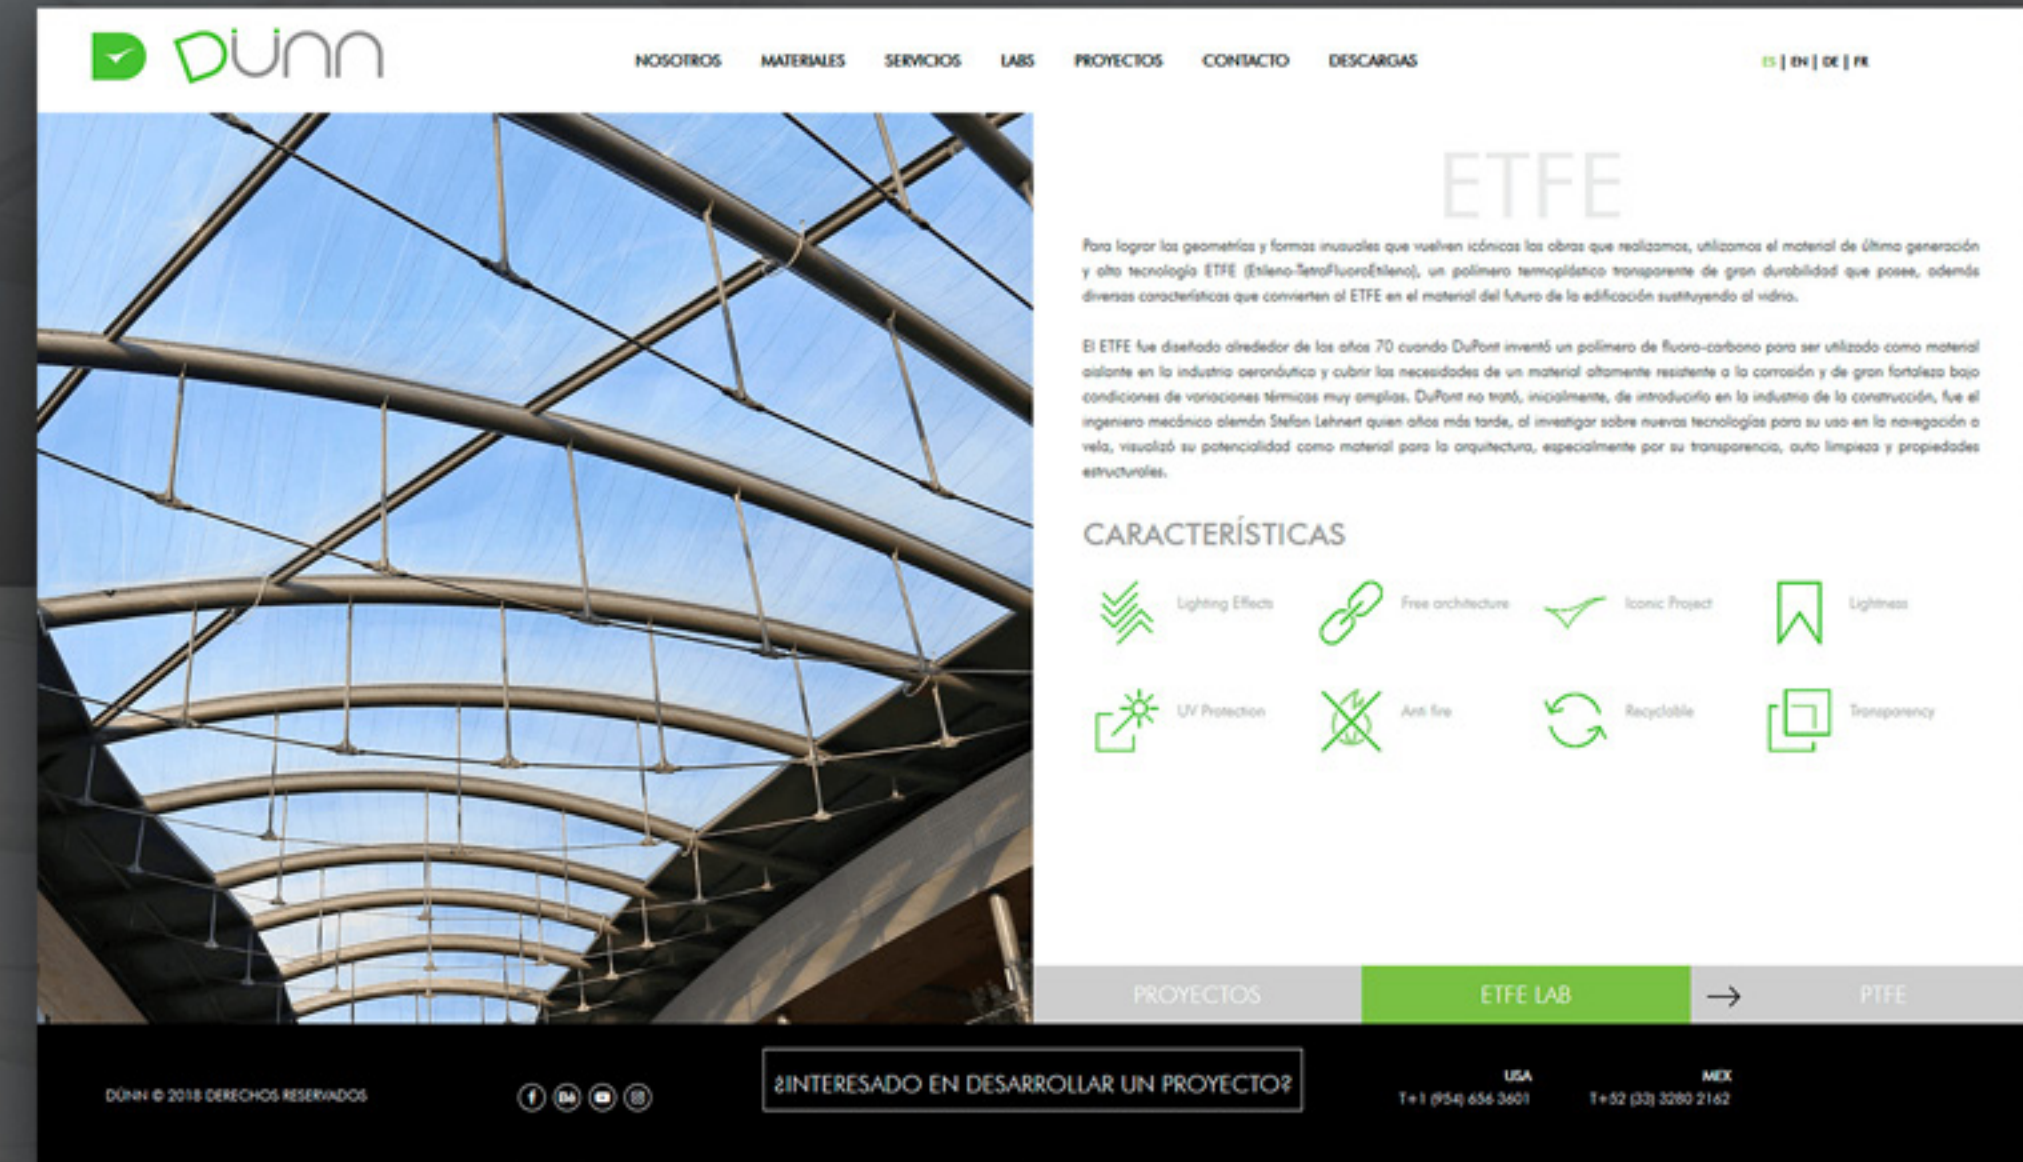 DÜNN
NOSOTROS MATERIALES SERVICIOS LABS PROYECTOS CONTACTO DESCARGAS
ES | EN | DE | FR
ETFE
Para lograr las geometrías y formas inusuales que vuelven icónicas las obras que realizamos, utilizamos el material de última generación
y alta tecnología ETFE (Etileno-TetraFluoroEtileno), un polímero termoplástico transparente de gran durabilidad que posee, además
diversas características que convierten al ETFE en el material del futuro de la edificación sustituyendo al vidrio.
El ETFE fue diseñado alrededor de los años 70 cuando DuPont inventó un polímero de fluoro-carbono para ser utilizado como material
aislante en la industria aeronáutica y cubrir las necesidades de un material altamente resistente a la corrosión y de gran fortaleza bajo
condiciones de variaciones térmicas muy amplias. DuPont no trató, inicialmente, de introducirlo en la industria de la construcción, fue el
ingeniero mecánico alemán Stefan Lehnert quien años más tarde, al investigar sobre nuevas tecnologías para su uso en la navegación a
vela, visualizó su potencialidad como material para la arquitectura, especialmente por su transparencia, auto limpieza y propiedades
estructurales.
CARACTERÍSTICAS
Lighting Effects Free architecture Iconic Project Lightness
UV Protection Anti fire Recyclable Transparency
PROYECTOS ETFE LAB → PTFE
DÜNN © 2018 DERECHOS RESERVADOS
¿INTERESADO EN DESARROLLAR UN PROYECTO?
USA
T+1 (954) 656 3601
MEX
T+52 (33) 3280 2162